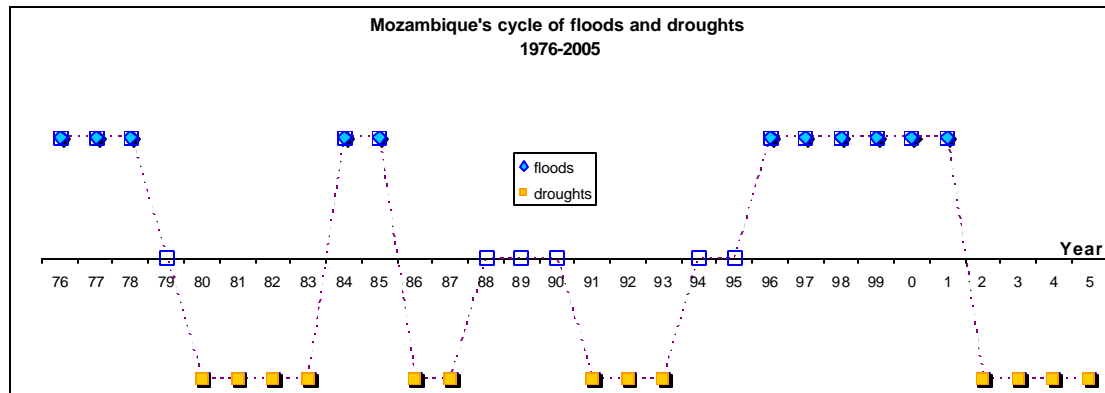 Mozambique's cycle of floods and droughts
1976-2005
floods
droughts
Year
76 77 78 79 80 81 82 83 84 85 86 87 88 89 90 91 92 93 94 95 96 97 98 99 0 1 2 3 4 5